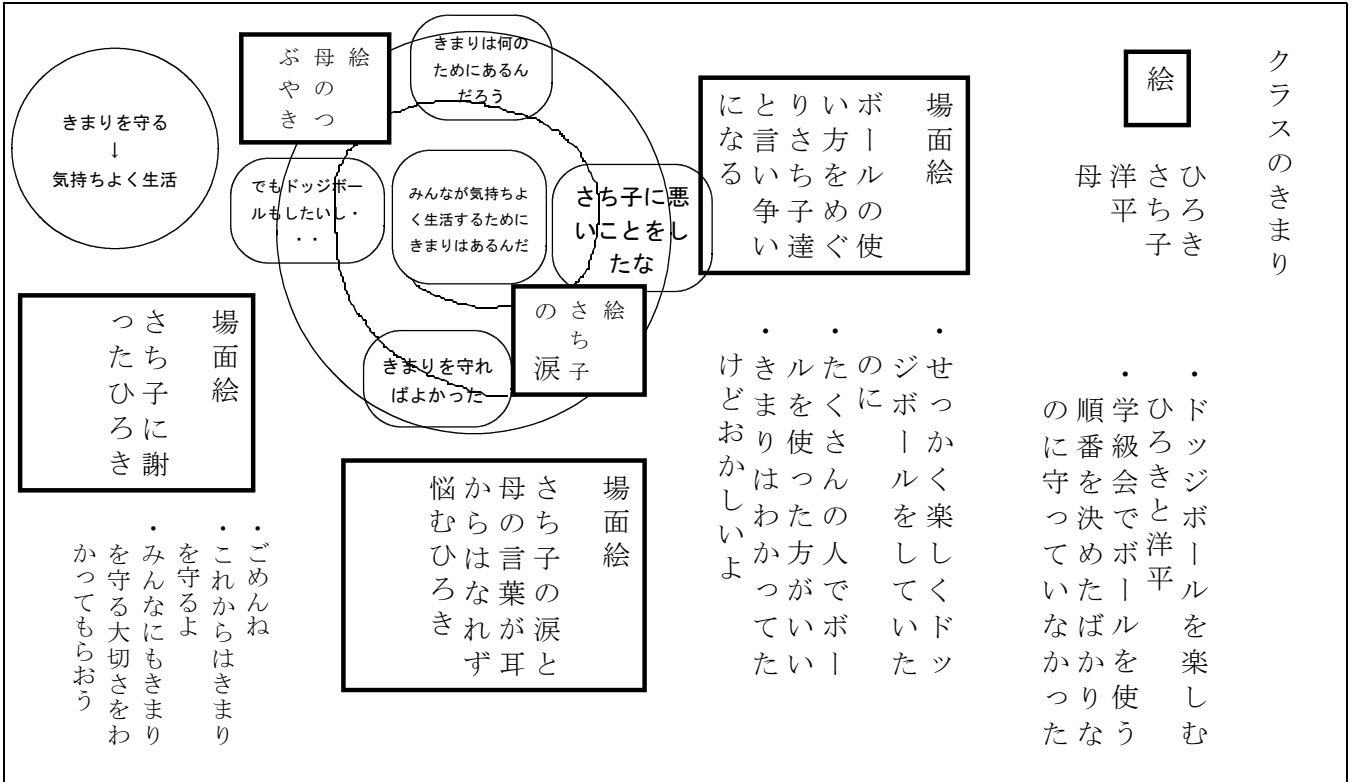 クラスのきまり
絵
ひろき
さち子
洋平
母
・ドッジボールを楽しむ
ひろきと洋平
・学級会でボールを使う
順番を決めたばかりな
のに守っていなかった
場面絵
ボールの使
い方をめぐ
りさち子達
と言い争い
になる
・せっかく楽しくドッ
ジボールをしていた
のに
・たくさんの人でボー
ルを使った方がいい
・きまりはわかってた
けどおかしいよ
きまりは何の
ためにあるん
だろう
さち子に悪
いことをし
たな
みんなが気持ちよ
く生活するために
きまりはあるんだ
でもドッジボー
ルもしたいし・
・・
きまりを守れ
ばよかった
絵
さち子
の涙
絵
母のつ
ぶやき
場面絵
さち子の涙と
母の言葉が耳
からはなれず
悩むひろき
きまりを守る
↓
気持ちよく生活
場面絵
さち子に謝
ったひろき
・ごめんね
・これからはきまり
を守るよ
・みんなにもきまり
を守る大切さをわ
かってもらおう